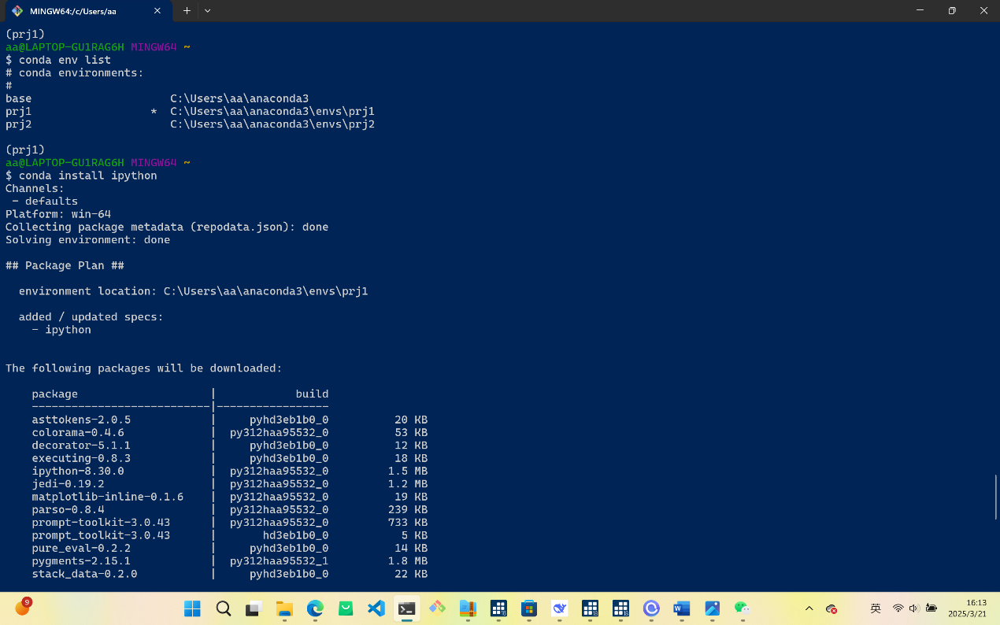 MINGW64:/c/Users/aa
(prj1)
aa@LAPTOP-GU1RAG6H MINGW64 ~
$ conda env list
# conda environments:
#
base                     C:\Users\aa\anaconda3
prj1                  *  C:\Users\aa\anaconda3\envs\prj1
prj2                     C:\Users\aa\anaconda3\envs\prj2
(prj1)
aa@LAPTOP-GU1RAG6H MINGW64 ~
$ conda install ipython
Channels:
 - defaults
Platform: win-64
Collecting package metadata (repodata.json): done
Solving environment: done
## Package Plan ##
  environment location: C:\Users\aa\anaconda3\envs\prj1
  added / updated specs:
    - ipython
The following packages will be downloaded:
    package                    |            build
    ---------------------------|-----------------
    asttokens-2.0.5            |     pyhd3eb1b0_0          20 KB
    colorama-0.4.6             |  py312haa95532_0          53 KB
    decorator-5.1.1            |     pyhd3eb1b0_0          12 KB
    executing-0.8.3            |     pyhd3eb1b0_0          18 KB
    ipython-8.30.0             |  py312haa95532_0         1.5 MB
    jedi-0.19.2                |  py312haa95532_0         1.2 MB
    matplotlib-inline-0.1.6    |  py312haa95532_0          19 KB
    parso-0.8.4                |  py312haa95532_0         239 KB
    prompt-toolkit-3.0.43      |  py312haa95532_0         733 KB
    prompt_toolkit-3.0.43      |       hd3eb1b0_0           5 KB
    pure_eval-0.2.2            |     pyhd3eb1b0_0          14 KB
    pygments-2.15.1            |  py312haa95532_1         1.8 MB
    stack_data-0.2.0           |     pyhd3eb1b0_0          22 KB
9
英
16:13
2025/3/21